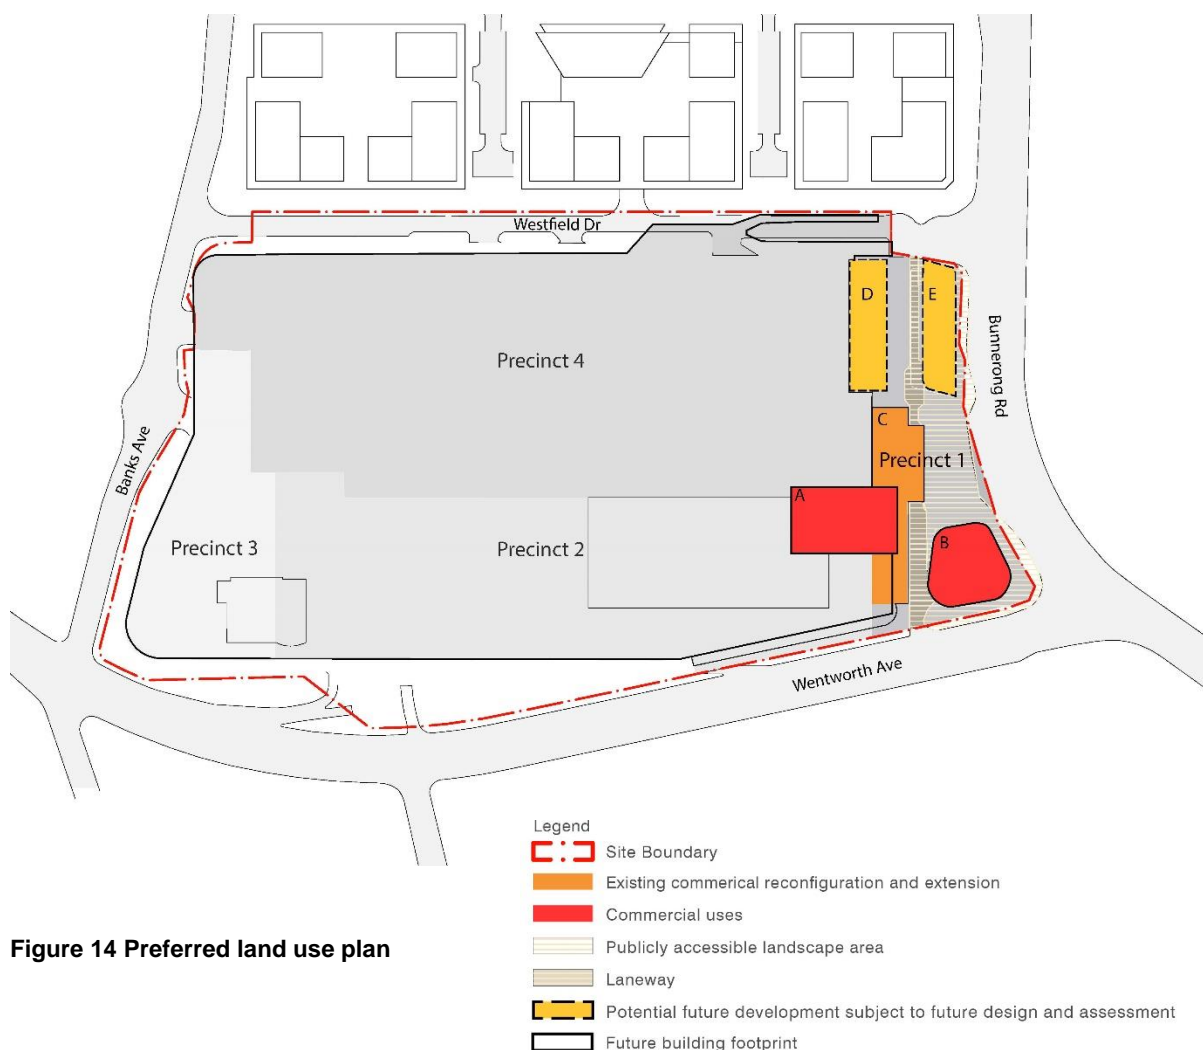 Westfield Dr
D
E
Bunnerong Rd
Precinct 4
Banks Ave
C
Precinct 1
A
B
Precinct 3
Precinct 2
Wentworth Ave
Legend
Site Boundary
Existing commerical reconfiguration and extension
Commercial uses
Publicly accessible landscape area
Laneway
Potential future development subject to future design and assessment
Future building footprint
Figure 14 Preferred land use plan